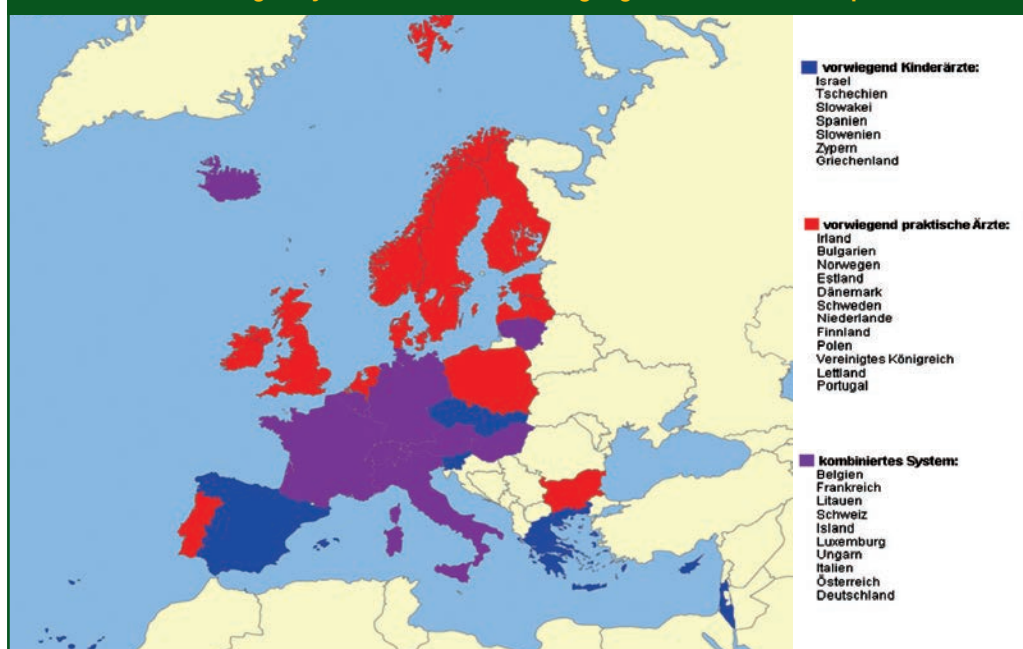 vorwiegend Kinderärzte:
Israel
Tschechien
Slowakei
Spanien
Slowenien
Zypern
Griechenland
vorwiegend praktische Ärzte:
Irland
Bulgarien
Norwegen
Estland
Dänemark
Schweden
Niederlande
Finnland
Polen
Vereinigtes Königreich
Lettland
Portugal
kombiniertes System:
Belgien
Frankreich
Litauen
Schweiz
Island
Luxemburg
Ungarn
Italien
Österreich
Deutschland